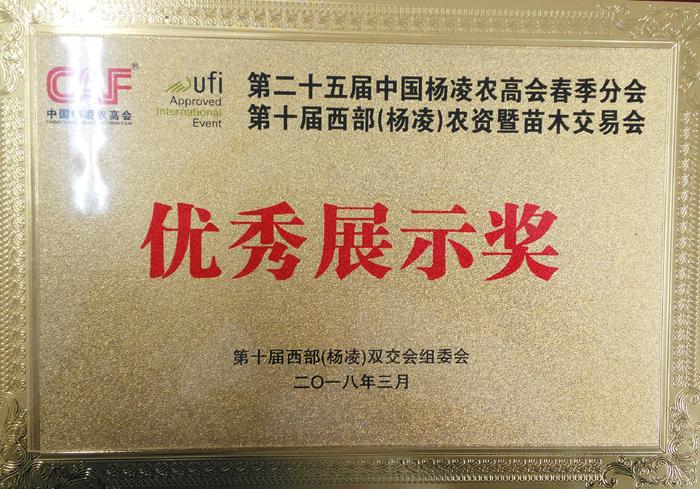 CAF
中国杨凌农高会
ufi
Approved
International
Event
第二十五届中国杨凌农高会春季分会
第十届西部(杨凌)农资暨苗木交易会
优秀展示奖
第十届西部(杨凌)双交会组委会
二〇一八年三月